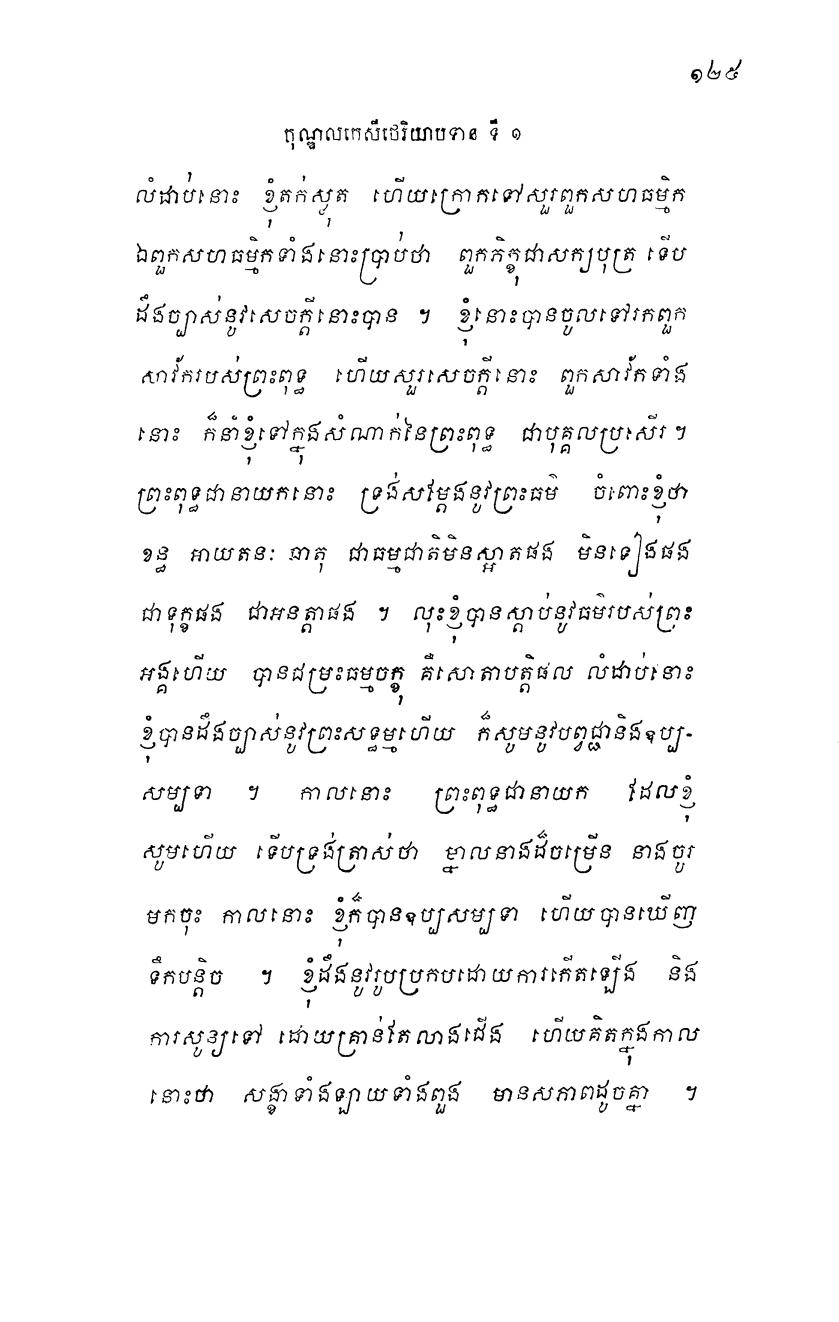 ១២៥
កុណ្ឌលកេសីថេរិយាបទាន ទី ១
លំដាប់នោះ ខ្ញុំតក់ស្លុត ហើយក្រោកទៅសួរពួកសហធម្មិក
ឯពួកសហធម្មិកទាំងនោះប្រាប់ថា ពួកភិក្ខុជាសក្យបុត្រ ទើប
ដឹងច្បាស់នូវសេចក្តីនោះបាន ។ ខ្ញុំនោះបានចូលទៅរកពួក
សាវ័ករបស់ព្រះពុទ្ធ ហើយសួរសេចក្តីនោះ ពួកសាវ័កទាំង
នោះ ក៏នាំខ្ញុំទៅក្នុងសំណាក់នៃព្រះពុទ្ធ ជាបុគ្គលប្រសើរ ។
ព្រះពុទ្ធជានាយកនោះ ទ្រង់សម្តែងនូវព្រះធម៌ ចំពោះខ្ញុំថា
ខន្ធ អាយតនៈ ធាតុ ជាធម្មជាតិមិនស្អាតផង មិនទៀងផង
ជាទុក្ខផង ជាអនត្តាផង ។ លុះខ្ញុំបានស្តាប់នូវធម៌របស់ព្រះ
អង្គហើយ បានជម្រះធម្មចក្ខុ គឺសោតាបត្តិផល លំដាប់នោះ
ខ្ញុំបានដឹងច្បាស់នូវព្រះសទ្ធម្មហើយ ក៏សូមនូវបព្វជ្ជានិងឧប្ប-
សម្បទា ។ កាលនោះ ព្រះពុទ្ធជានាយក ដែលខ្ញុំ
សូមហើយ ទើបទ្រង់ត្រាស់ថា ម្នាលនាងដ៏ចម្រើន នាងចូរ
មកចុះ កាលនោះ ខ្ញុំក៏បានឧប្បសម្បទា ហើយបានឃើញ
ទឹកបន្តិច ។ ខ្ញុំដឹងនូវរូបប្រកបដោយការកើតឡើង និង
ការសូន្យទៅ ដោយគ្រាន់តែលាងជើង ហើយគិតក្នុងកាល
នោះថា សង្ខាទាំងឡាយទាំងពួង មានសភាពដូចគ្នា ។